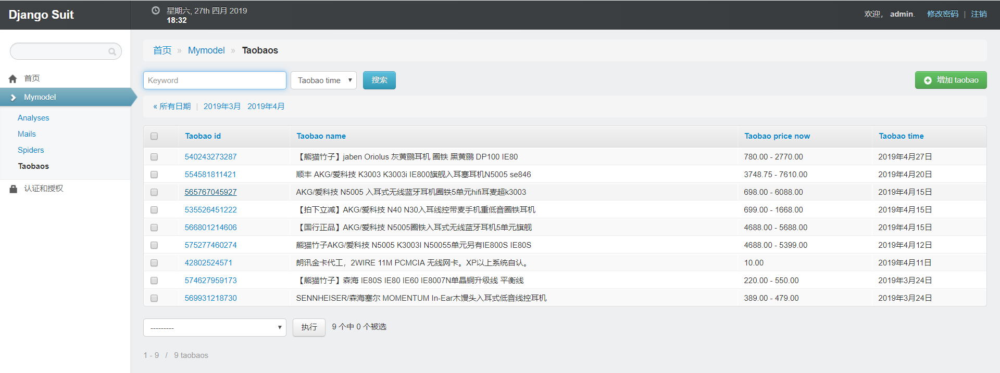 Django Suit
星期六, 27th 四月 2019
18:32
欢迎， admin. 修改密码 | 注销
首页
Mymodel
Analyses
Mails
Spiders
Taobaos
认证和授权
首页 » Mymodel » Taobaos
Keyword Taobao time 搜索 增加 taobao
« 所有日期 | 2019年3月 2019年4月
Taobao id Taobao name Taobao price now Taobao time
540243273287 【熊猫竹子】jaben Oriolus 灰黄鹂耳机 圈铁 黑黄鹂 DP100 IE80 780.00 - 2770.00 2019年4月27日
554581811421 顺丰 AKG/爱科技 K3003 K3003i IE800旗舰入耳塞耳机N5005 se846 3748.75 - 7610.00 2019年4月20日
565767045927 AKG/爱科技 N5005 入耳式无线蓝牙耳机圈铁5单元hifi耳麦超k3003 698.00 - 6088.00 2019年4月15日
535526451222 【拍下立减】AKG/爱科技 N40 N30入耳线控带麦手机重低音圈铁耳机 699.00 - 1668.00 2019年4月15日
566801214606 【国行正品】AKG/爱科技 N5005圈铁入耳式无线蓝牙耳机5单元旗舰 4688.00 - 5688.00 2019年4月15日
575277460274 熊猫竹子AKG/爱科技 N5005 K3003I N50055单元另有IE800S IE80S 4688.00 - 5399.00 2019年4月12日
42802524571 朗讯金卡代工，2WIRE 11M PCMCIA 无线网卡。XP以上系统自认。 10.00 2019年4月11日
574627959173 【熊猫竹子】森海 IE80S IE80 IE60 IE8007N单晶铜升级线 平衡线 220.00 - 550.00 2019年3月24日
569931218730 SENNHEISER/森海塞尔 MOMENTUM In-Ear木馒头入耳式低音线控耳机 389.00 - 479.00 2019年3月24日
--------- 执行 9 个中 0 个被选
1 - 9 / 9 taobaos